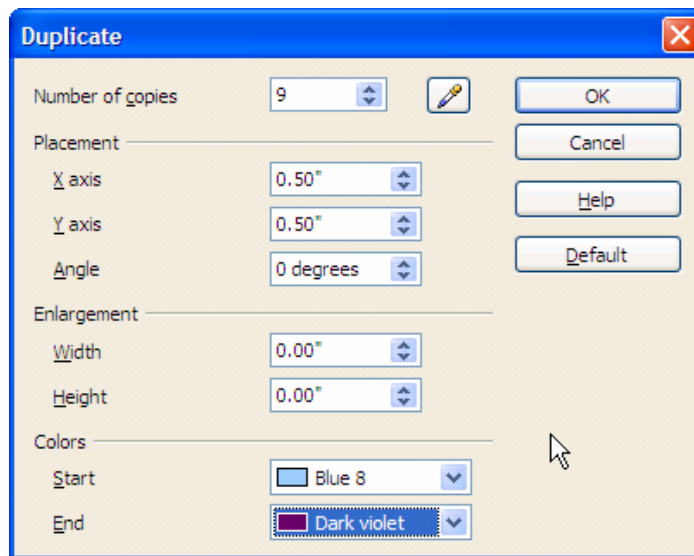 Duplicate
Number of copies 9
OK
Placement
Cancel
X axis 0.50"
Help
Y axis 0.50"
Default
Angle 0 degrees
Enlargement
Width 0.00"
Height 0.00"
Colors
Start Blue 8
End Dark violet